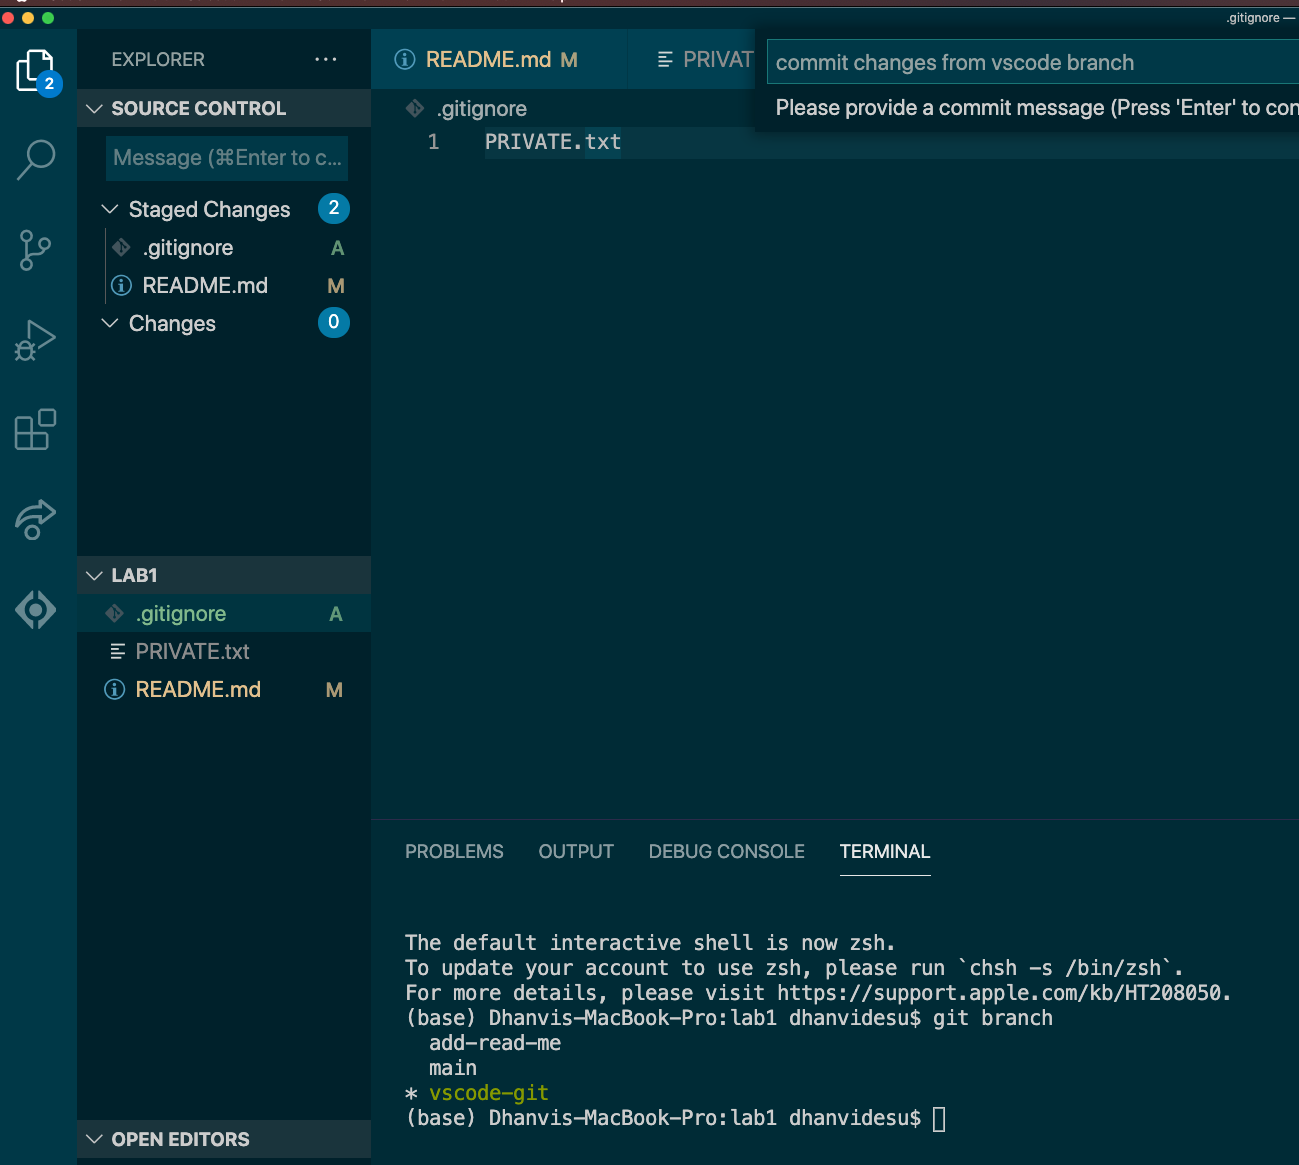 .gitignore —
EXPLORER ...
README.md M
PRIVAT
commit changes from vscode branch
Please provide a commit message (Press 'Enter' to con
2
SOURCE CONTROL
.gitignore
Message (⌘Enter to c...
1 PRIVATE.txt
Staged Changes 2
.gitignore A
README.md M
Changes 0
LAB1
.gitignore A
PRIVATE.txt
README.md M
OPEN EDITORS
PROBLEMS OUTPUT DEBUG CONSOLE TERMINAL
The default interactive shell is now zsh.
To update your account to use zsh, please run `chsh -s /bin/zsh`.
For more details, please visit https://support.apple.com/kb/HT208050.
(base) Dhanvis-MacBook-Pro:lab1 dhanvidesu$ git branch
add-read-me
main
* vscode-git
(base) Dhanvis-MacBook-Pro:lab1 dhanvidesu$